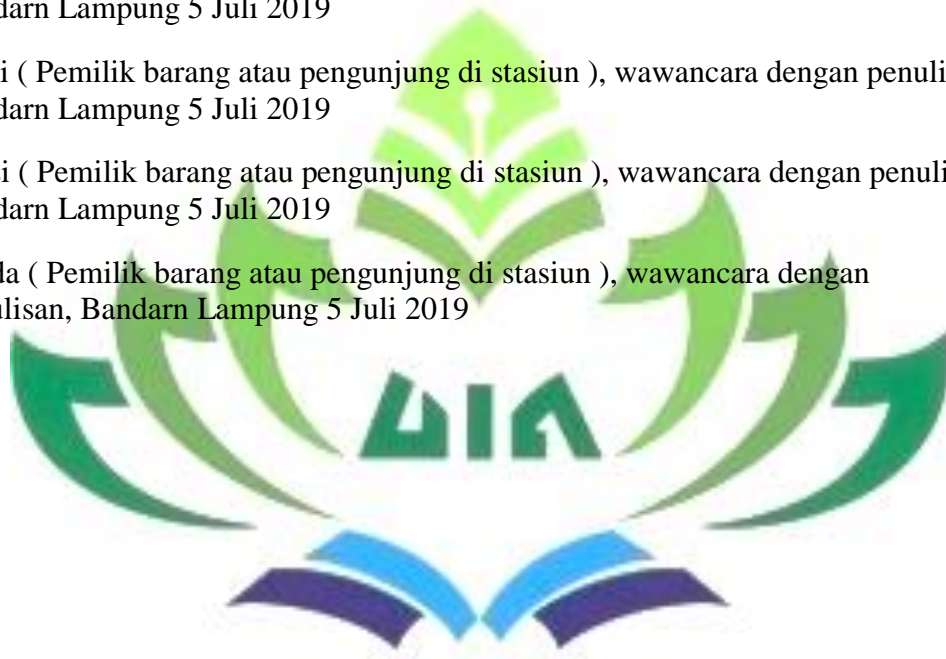 darn Lampung 5 Juli 2019
i ( Pemilik barang atau pengunjung di stasiun ), wawancara dengan penuli
darn Lampung 5 Juli 2019
i ( Pemilik barang atau pengunjung di stasiun ), wawancara dengan penuli
darn Lampung 5 Juli 2019
da ( Pemilik barang atau pengunjung di stasiun ), wawancara dengan
ulisan, Bandarn Lampung 5 Juli 2019
UIN